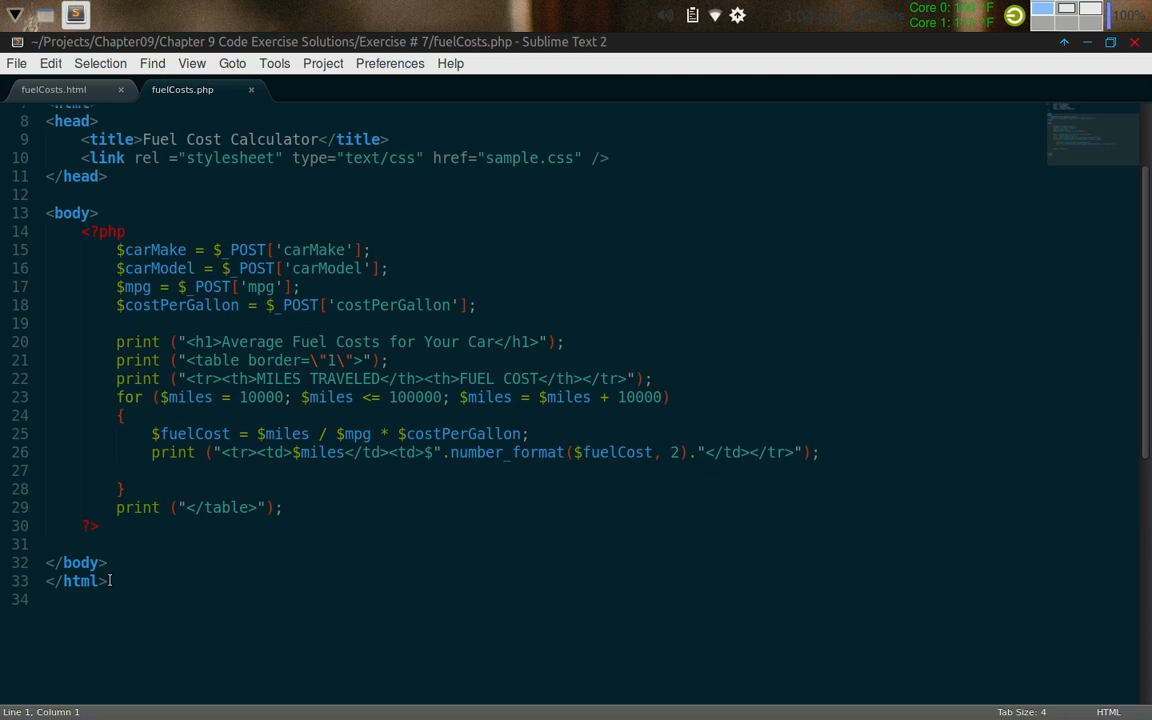 Core 0: °F
Core 1: °F
100%
~/Projects/Chapter09/Chapter 9 Code Exercise Solutions/Exercise # 7/fuelCosts.php - Sublime Text 2
File Edit Selection Find View Goto Tools Project Preferences Help
fuelCosts.html × fuelCosts.php ×
7 <html>
8 <head>
9 <title>Fuel Cost Calculator</title>
10 <link rel ="stylesheet" type="text/css" href="sample.css" />
11 </head>
12
13 <body>
14 <?php
15 $carMake = $_POST['carMake'];
16 $carModel = $_POST['carModel'];
17 $mpg = $_POST['mpg'];
18 $costPerGallon = $_POST['costPerGallon'];
19
20 print ("<h1>Average Fuel Costs for Your Car</h1>");
21 print ("<table border=\"1\">");
22 print ("<tr><th>MILES TRAVELED</th><th>FUEL COST</th></tr>");
23 for ($miles = 10000; $miles <= 100000; $miles = $miles + 10000)
24 {
25 $fuelCost = $miles / $mpg * $costPerGallon;
26 print ("<tr><td>$miles</td><td>$".number_format($fuelCost, 2)."</td></tr>");
27
28 }
29 print ("</table>");
30 ?>
31
32 </body>
33 </html>
34
Line 1, Column 1 Tab Size: 4 HTML